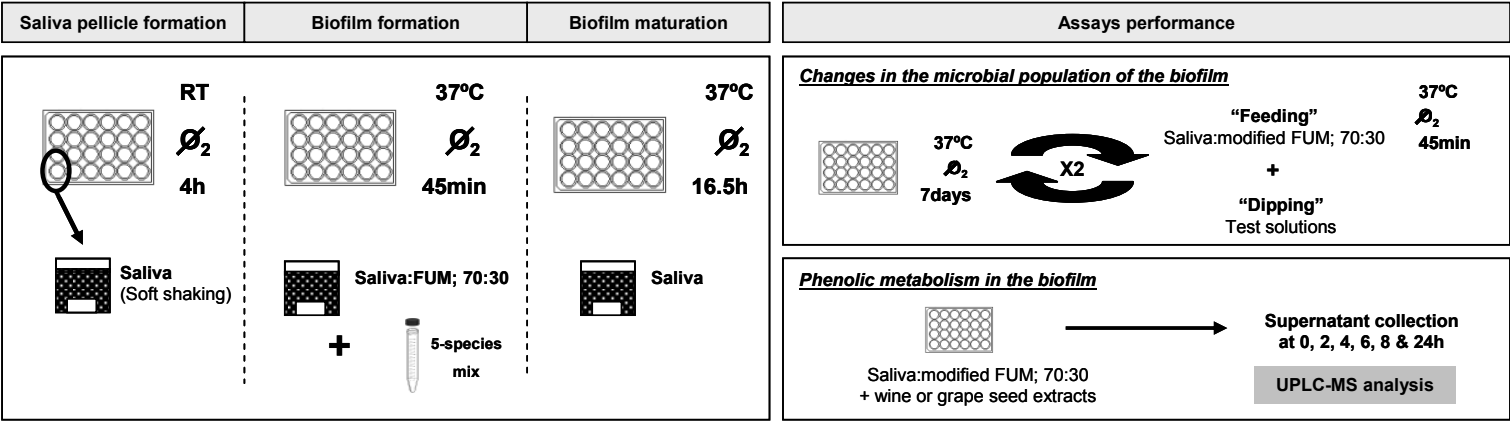 Saliva pellicle formation
Biofilm formation
Biofilm maturation
Assays performance
RT
Ø₂
4h
Saliva
(Soft shaking)
37ºC
Ø₂
45min
Saliva:FUM; 70:30
+
5-species
mix
37ºC
Ø₂
16.5h
Saliva
Changes in the microbial population of the biofilm
37ºC
Ø₂
7days
X2
“Feeding”
Saliva:modified FUM; 70:30
+
“Dipping”
Test solutions
37ºC
Ø₂
45min
Phenolic metabolism in the biofilm
Saliva:modified FUM; 70:30
+ wine or grape seed extracts
Supernatant collection
at 0, 2, 4, 6, 8 & 24h
UPLC-MS analysis